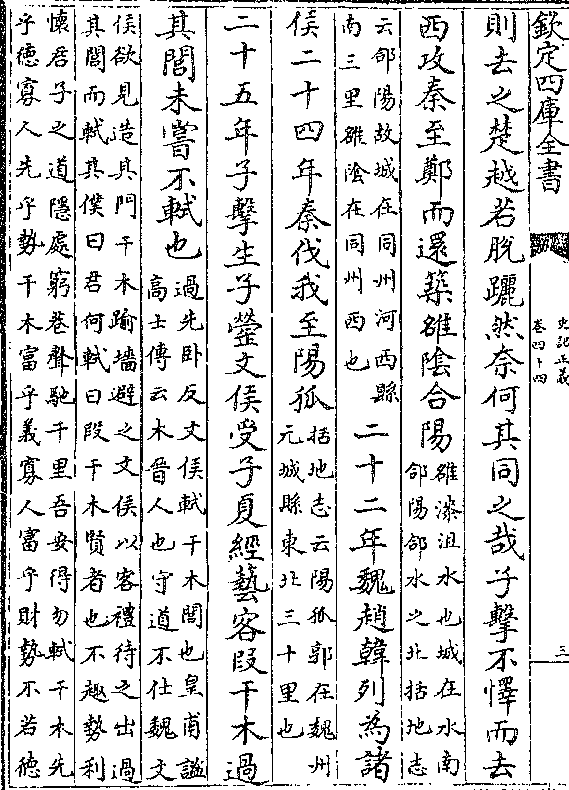 欽定四庫全書
史記正義
卷四十四
三
則去之楚越若脫躧然奈何其同之哉子擊不懌而去
西攻秦至鄭而還築雒陰合陽
雒漆沮水也城在水南
郃陽郃水之北括地志
云郃陽故城在同州河西縣
南三里雒陰在同州西也
二十二年魏趙韓列為諸
侯二十四年秦伐我至陽狐
括地志云陽狐郭在魏州
元城縣東北三十里也
二十五年子擊生子罃文侯受子夏經藝客段干木過
其閭未嘗不軾也
過先卧反文侯軾干木閭也皇甫謐
高士傳云木晉人也守道不仕魏文
侯欲見造其門干木踰墻避之文侯以客禮待之出過
其閭而軾其僕曰君何軾曰段干木賢者也不趣勢利
懷君子之道隱處窮巷聲馳千里吾安得勿軾干木先
乎德寡人先乎勢干木富乎義寡人富乎財勢不若德